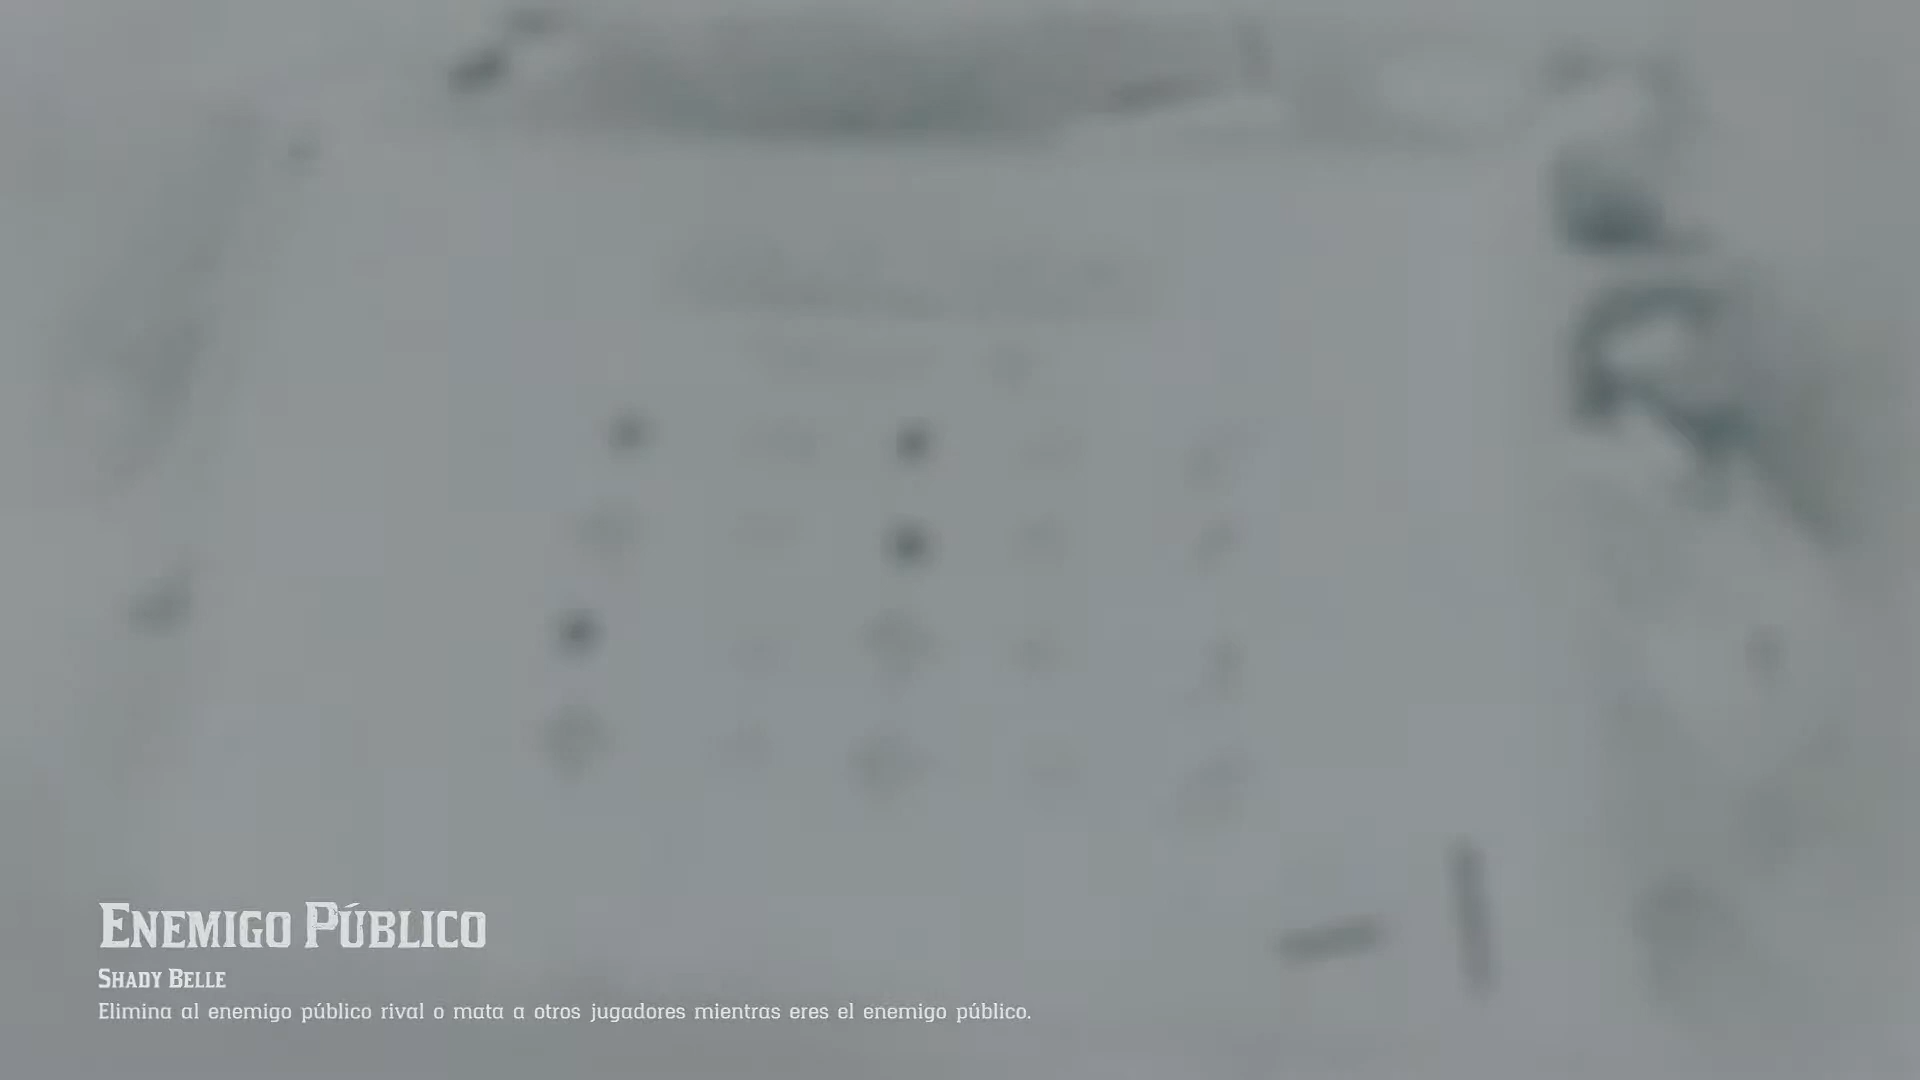 Enemigo Público
Shady Belle
Elimina al enemigo público rival o mata a otros jugadores mientras eres el enemigo público.